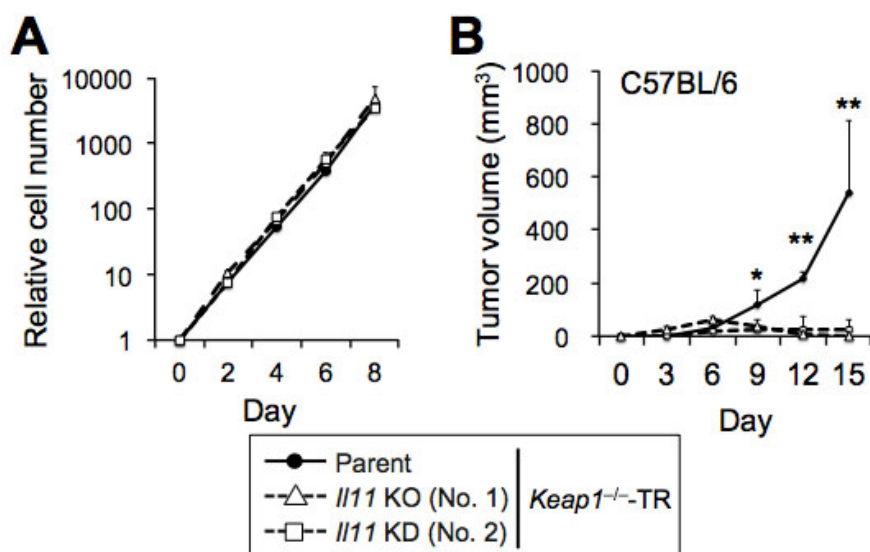 A
Relative cell number
10000
1000
100
10
1
0 2 4 6 8
Day
B
C57BL/6
Tumor volume (mm³)
1000
800
600
400
200
0
* ** **
0 3 6 9 12 15
Day
Parent
Il11 KO (No. 1)
Il11 KD (No. 2)
Keap1–/–-TR